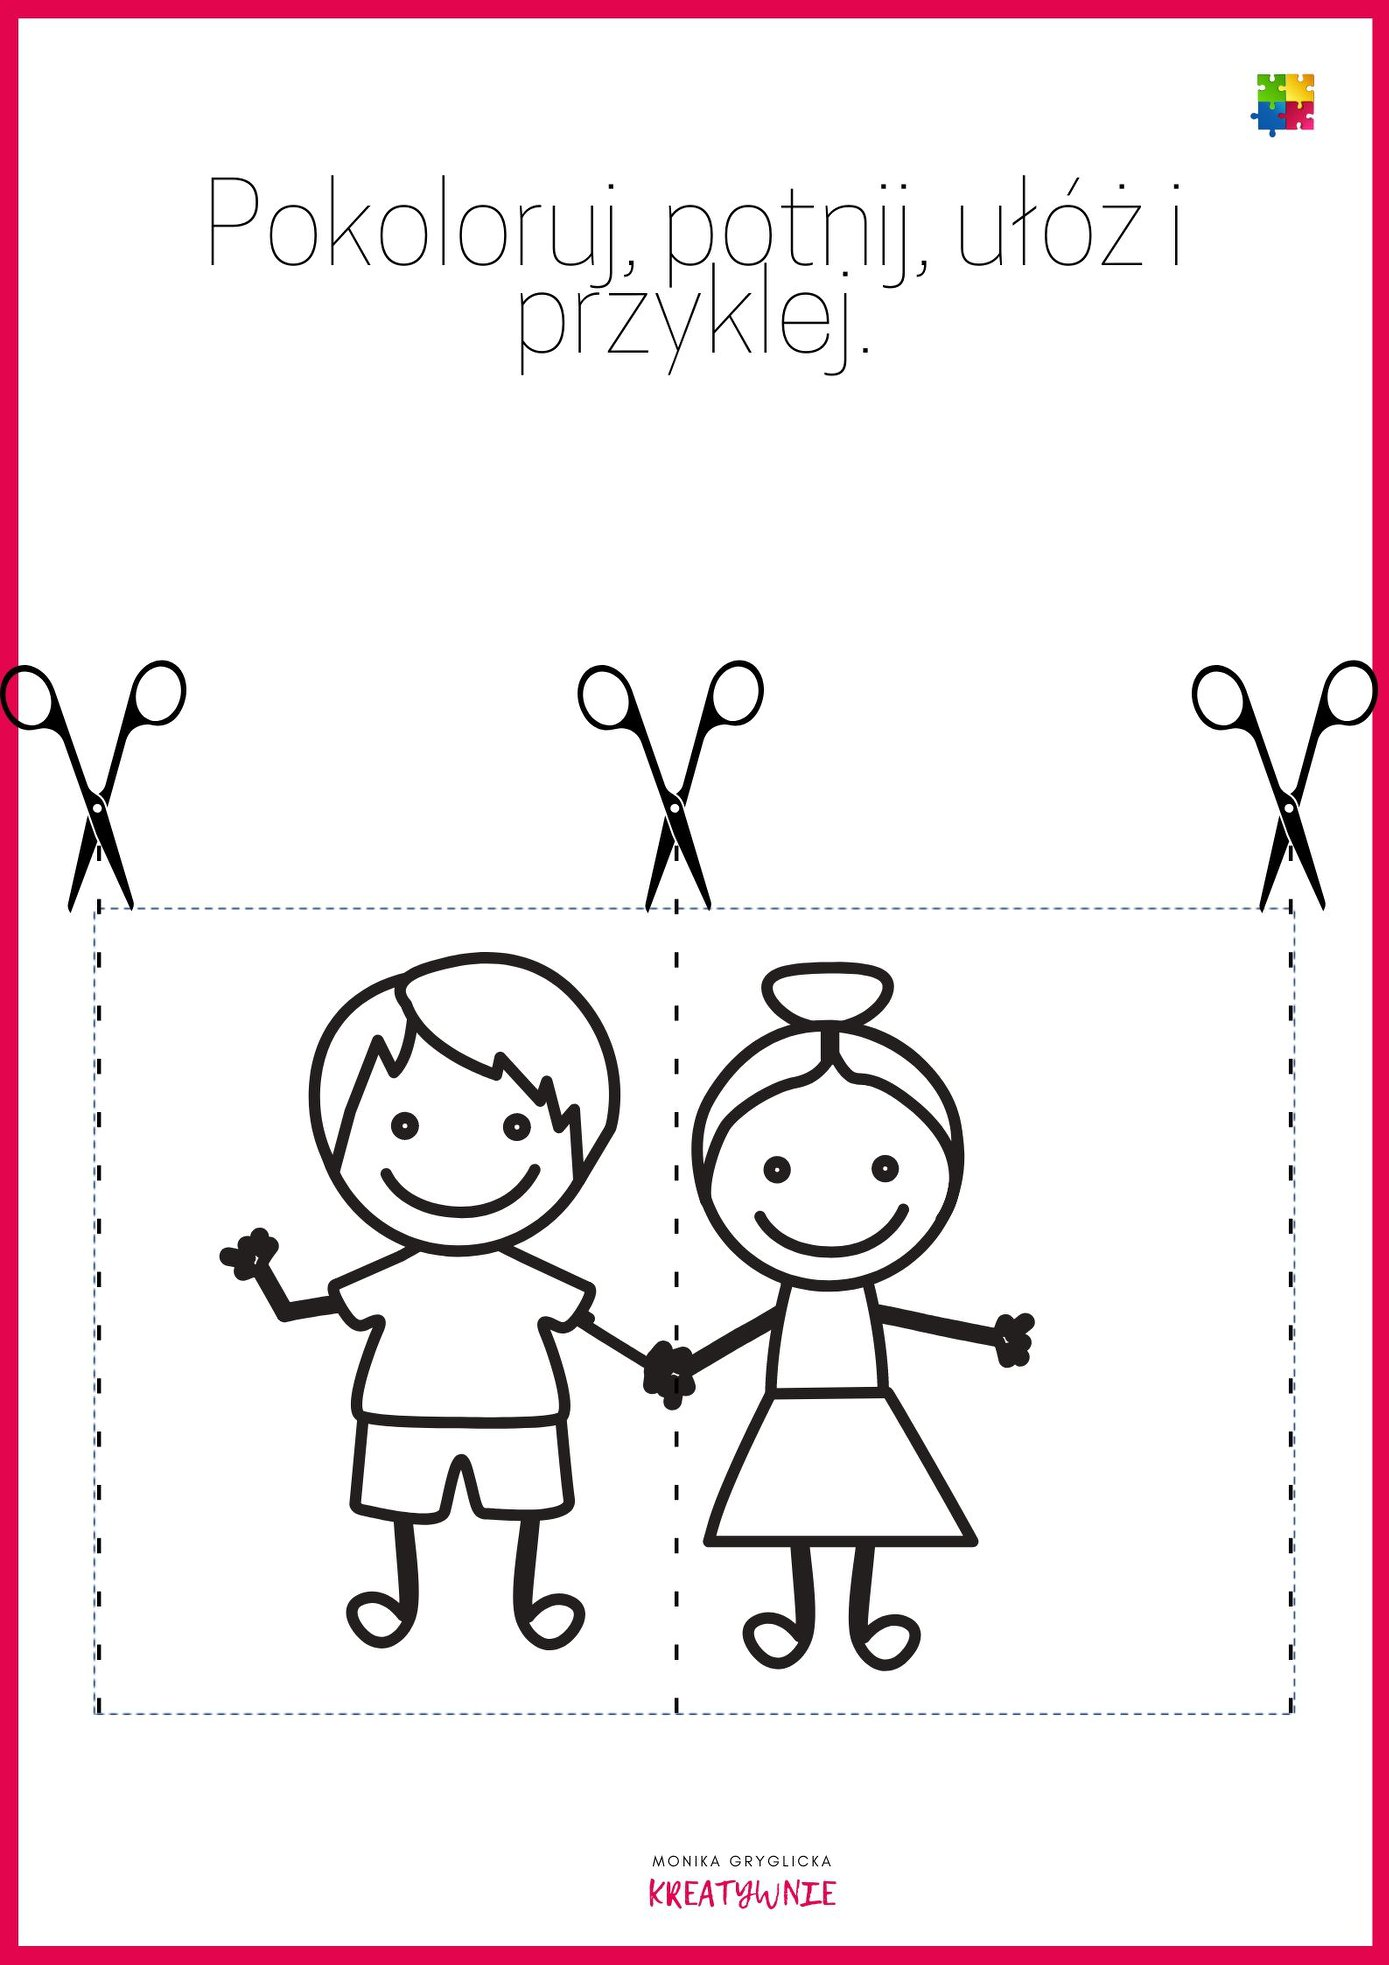 Pokoloruj, potnij, ułóż i
przyklej.
MONIKA GRYGLICKA
KREATYWNIE